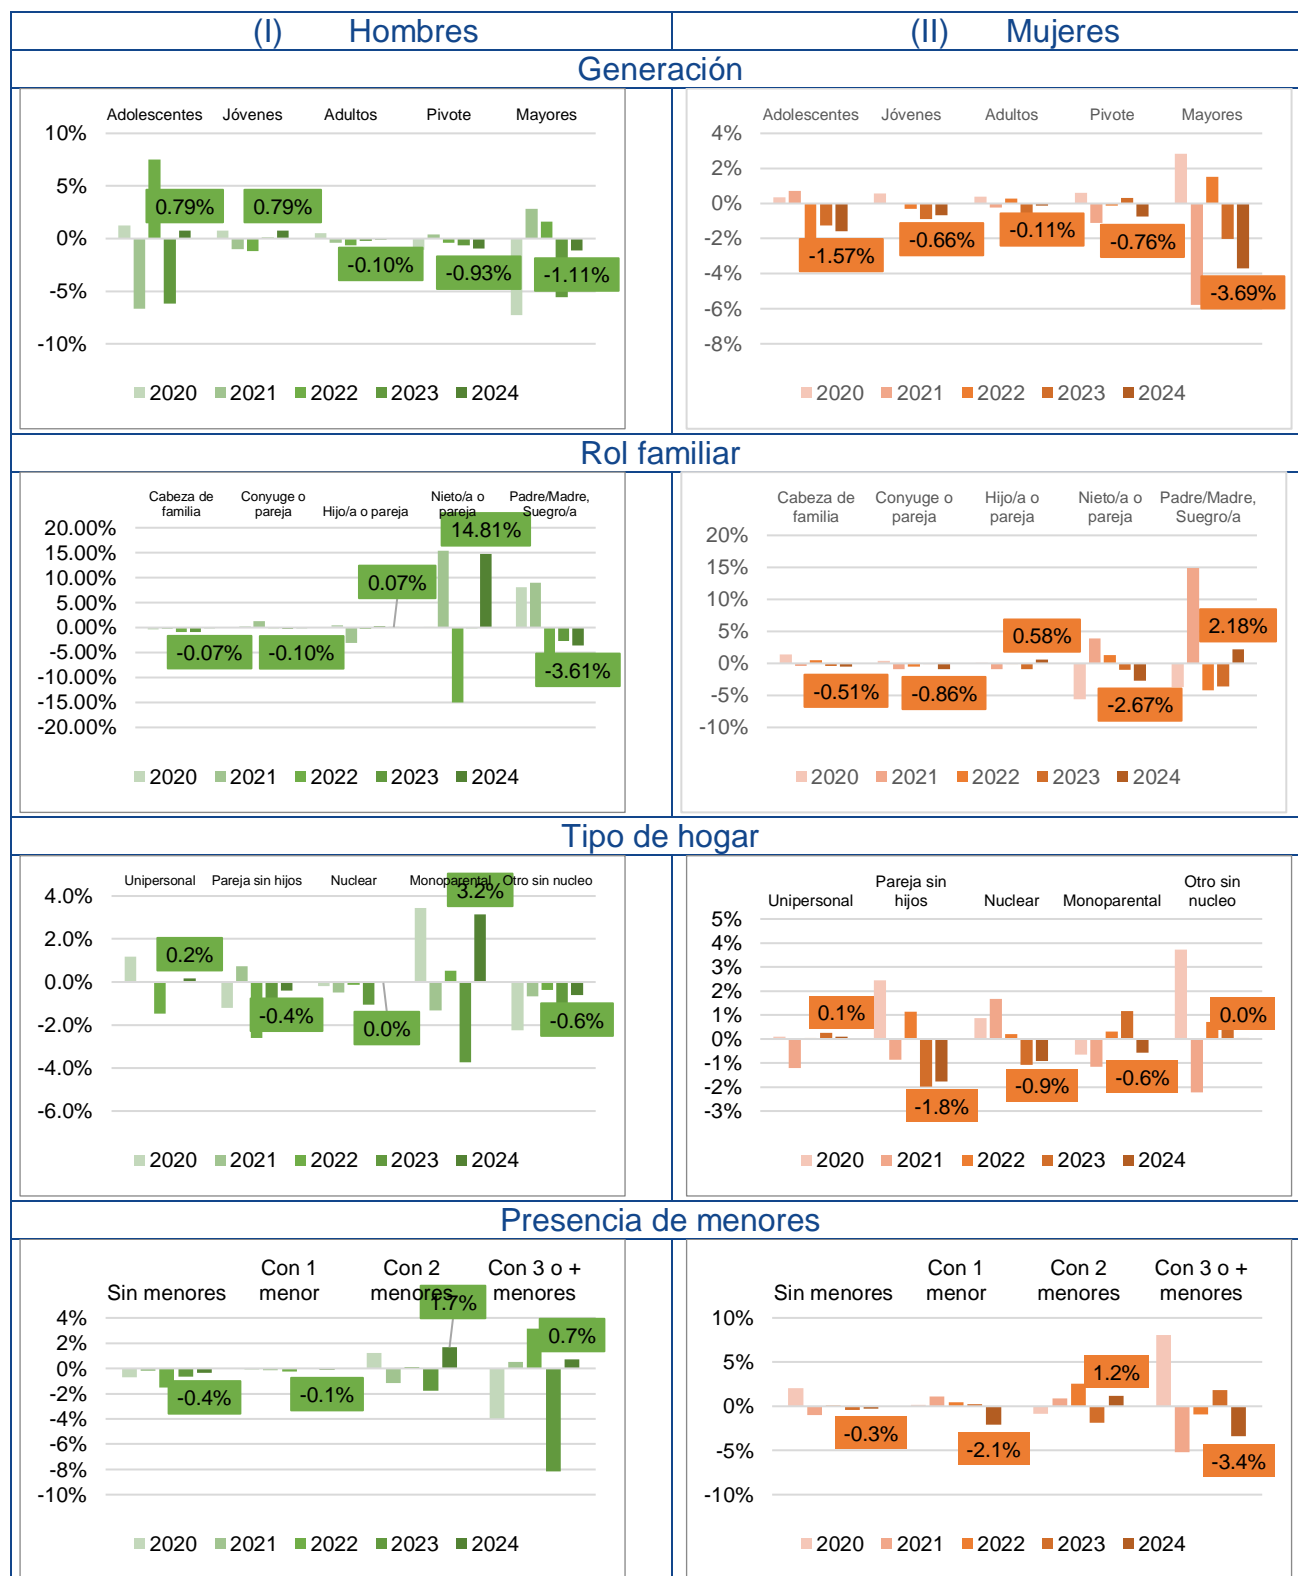 (I) Hombres
(II) Mujeres
Generación
Adolescentes Jóvenes Adultos Pivote Mayores
10%
5%
0%
-5%
-10%
0.79%
0.79%
-0.10%
-0.93%
-1.11%
2020 2021 2022 2023 2024
Adolescentes Jóvenes Adultos Pivote Mayores
4%
2%
0%
-2%
-4%
-6%
-8%
-1.57%
-0.66%
-0.11%
-0.76%
-3.69%
2020 2021 2022 2023 2024
Rol familiar
Cabeza de familia
Conyuge o pareja
Hijo/a o pareja
Nieto/a o pareja
Padre/Madre, Suegro/a
20.00%
15.00%
10.00%
5.00%
0.00%
-5.00%
-10.00%
-15.00%
-20.00%
-0.07%
-0.10%
0.07%
14.81%
-3.61%
2020 2021 2022 2023 2024
Cabeza de familia
Conyuge o pareja
Hijo/a o pareja
Nieto/a o pareja
Padre/Madre, Suegro/a
20%
15%
10%
5%
0%
-5%
-10%
-0.51%
-0.86%
0.58%
-2.67%
2.18%
2020 2021 2022 2023 2024
Tipo de hogar
Unipersonal Pareja sin hijos Nuclear Monoparental Otro sin nucleo
4.0%
2.0%
0.0%
-2.0%
-4.0%
-6.0%
0.2%
-0.4%
0.0%
3.2%
-0.6%
2020 2021 2022 2023 2024
Unipersonal
Pareja sin hijos
Nuclear
Monoparental
Otro sin nucleo
5%
4%
3%
2%
1%
0%
-1%
-2%
-3%
0.1%
-1.8%
-0.9%
-0.6%
0.0%
2020 2021 2022 2023 2024
Presencia de menores
Sin menores
Con 1 menor
Con 2 menores
Con 3 o + menores
4%
2%
0%
-2%
-4%
-6%
-8%
-10%
-0.4%
-0.1%
1.7%
0.7%
2020 2021 2022 2023 2024
Sin menores
Con 1 menor
Con 2 menores
Con 3 o + menores
10%
5%
0%
-5%
-10%
-0.3%
-2.1%
1.2%
-3.4%
2020 2021 2022 2023 2024